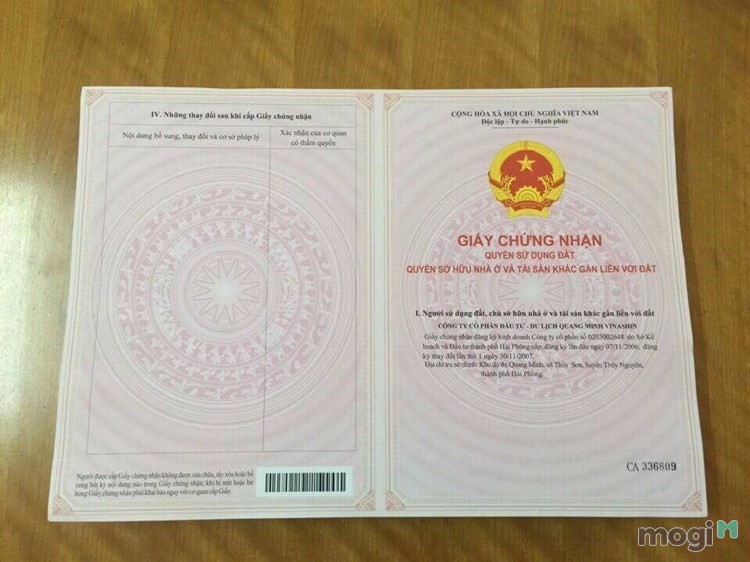 IV. Những thay đổi sau khi cấp Giấy chứng nhận
Nội dung bổ sung, thay đổi và cơ sở pháp lý
Xác nhận của cơ quan
có thẩm quyền
Người được cấp Giấy chứng nhận không được sửa chữa, tẩy xóa hoặc bổ
sung bất kỳ nội dung nào trong Giấy chứng nhận; khi bị mất hoặc hư
hỏng Giấy chứng nhận phải khai báo ngay với cơ quan cấp Giấy.
CỘNG HÒA XÃ HỘI CHỦ NGHĨA VIỆT NAM
Độc lập - Tự do - Hạnh phúc
GIẤY CHỨNG NHẬN
QUYỀN SỬ DỤNG ĐẤT
QUYỀN SỞ HỮU NHÀ Ở VÀ TÀI SẢN KHÁC GẮN LIỀN VỚI ĐẤT
I. Người sử dụng đất, chủ sở hữu nhà ở và tài sản khác gắn liền với đất
CÔNG TY CỔ PHẦN ĐẦU TƯ - DU LỊCH QUANG MINH VINASHIN
Giấy chứng nhận đăng ký kinh doanh Công ty cổ phần số 0203002648 do Sở Kế
hoạch và Đầu tư thành phố Hải Phòng cấp, đăng ký lần đầu ngày 07/11/2006, đăng
ký thay đổi lần thứ 1 ngày 30/11/2007.
Địa chỉ trụ sở chính: Khu đô thị Quang Minh, xã Thủy Sơn, huyện Thủy Nguyên,
thành phố Hải Phòng.
CA 336809
mogi